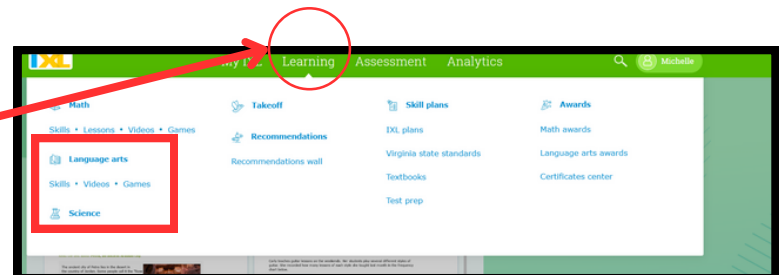 IXL
My IXL Learning Assessment Analytics Michelle
Math
Skills • Lessons • Videos • Games
Language arts
Skills • Videos • Games
Science
Takeoff
Recommendations
Recommendations wall
Skill plans
IXL plans
Virginia state standards
Textbooks
Test prep
Awards
Math awards
Language arts awards
Certificates center